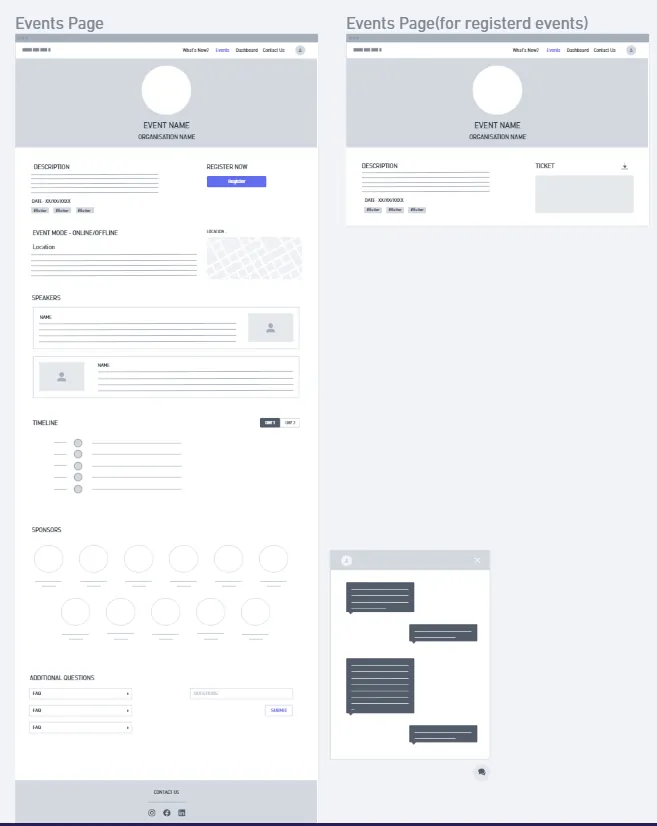 Events Page
What's New?
Events
Dashboard
Contact Us
EVENT NAME
ORGANISATION NAME
DESCRIPTION
REGISTER NOW
Register
DATE XX/XX/XXXX
EVENT MODE - ONLINE/OFFLINE
LOCATION
Location
SPEAKERS
NAME
NAME
TIMELINE
DAY 1
DAY 2
SPONSORS
ADDITIONAL QUESTIONS
FAQ
FAQ
SUBMIT
FAQ
CONTACT US
Events Page(for registerd events)
What's New?
Events
Dashboard
Contact Us
EVENT NAME
ORGANISATION NAME
DESCRIPTION
TICKET
DATE XX/XX/XXXX